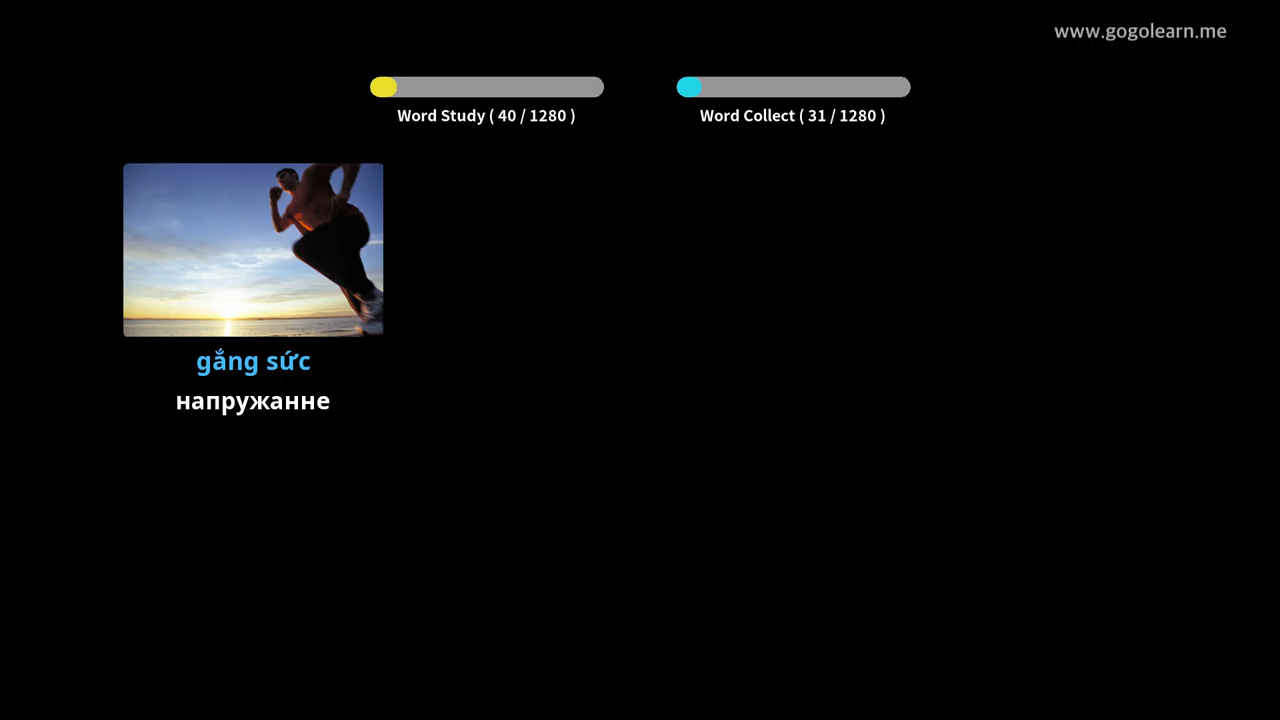 www.gogolearn.me
Word Study ( 40 / 1280 )
Word Collect ( 31 / 1280 )
gắng sức
напружанне